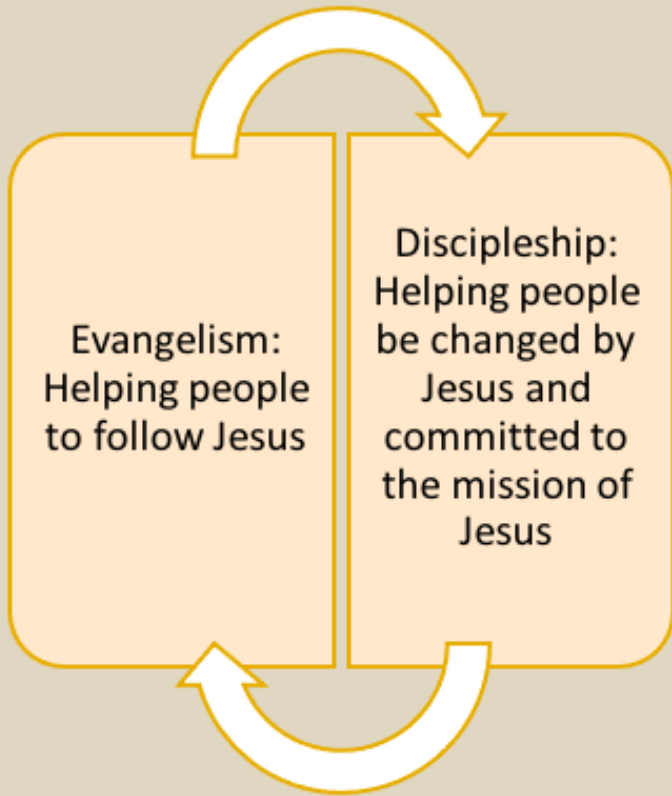 Evangelism:
Helping people
to follow Jesus
Discipleship:
Helping people
be changed by
Jesus and
committed to
the mission of
Jesus